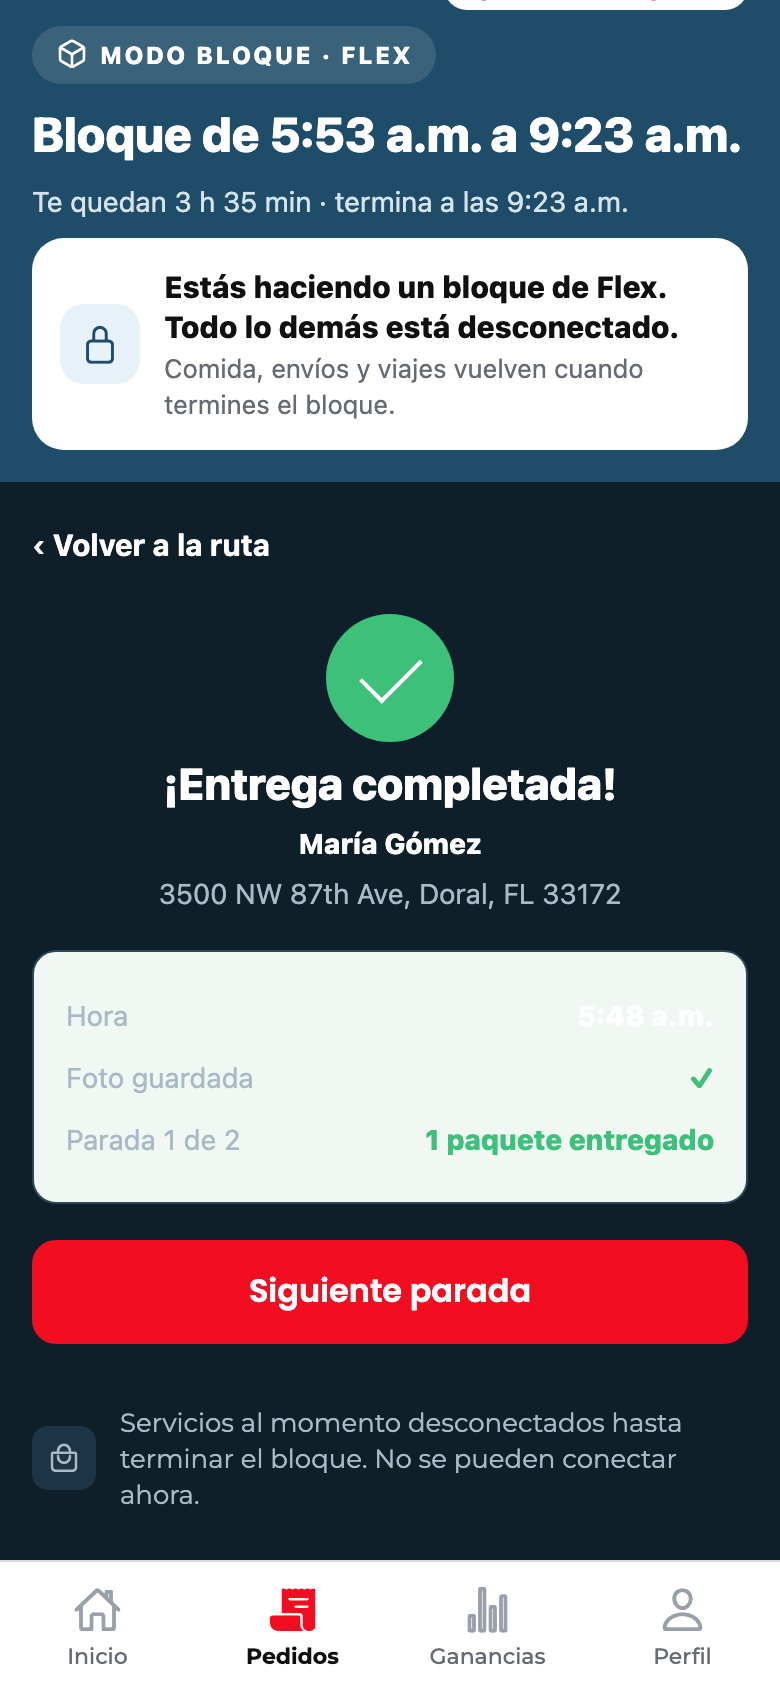 MODO BLOQUE · FLEX
Bloque de 5:53 a.m. a 9:23 a.m.
Te quedan 3 h 35 min · termina a las 9:23 a.m.
Estás haciendo un bloque de Flex.
Todo lo demás está desconectado.
Comida, envíos y viajes vuelven cuando
termines el bloque.
‹ Volver a la ruta
¡Entrega completada!
María Gómez
3500 NW 87th Ave, Doral, FL 33172
Hora 5:48 a.m.
Foto guardada ✓
Parada 1 de 2 1 paquete entregado
Siguiente parada
Servicios al momento desconectados hasta
terminar el bloque. No se pueden conectar
ahora.
Inicio Pedidos Ganancias Perfil